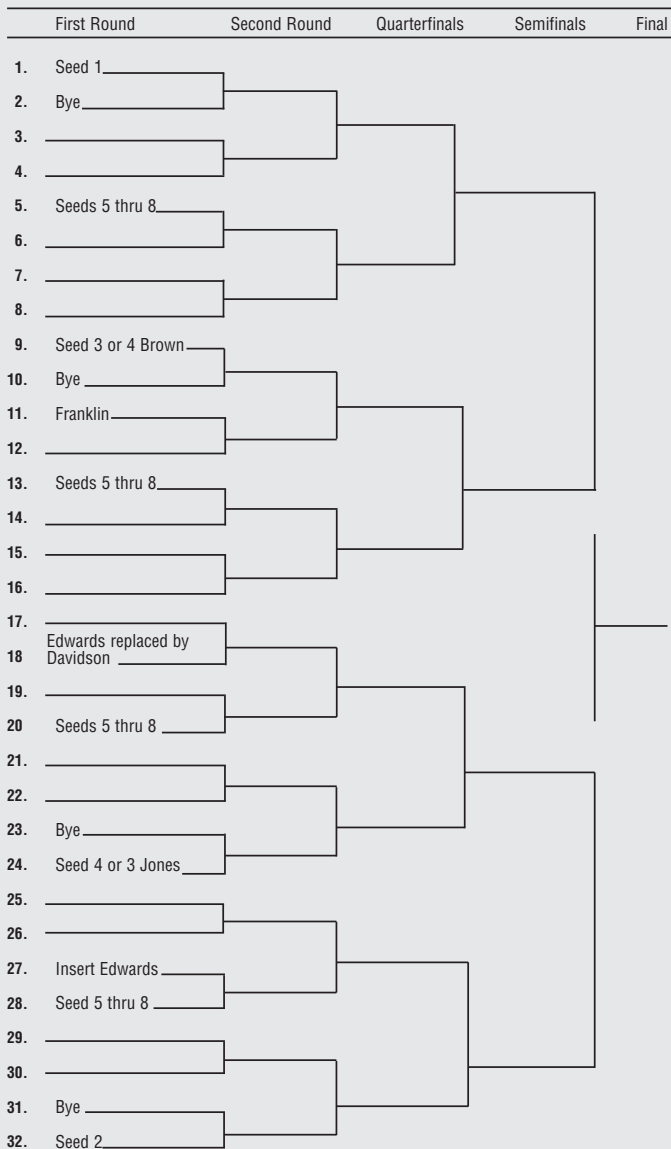 First Round Second Round Quarterfinals Semifinals Final
1. Seed 1
2. Bye
3.
4.
5. Seeds 5 thru 8
6.
7.
8.
9. Seed 3 or 4 Brown
10. Bye
11. Franklin
12.
13. Seeds 5 thru 8
14.
15.
16.
17.
Edwards replaced by
18 Davidson
19.
20 Seeds 5 thru 8
21.
22.
23. Bye
24. Seed 4 or 3 Jones
25.
26.
27. Insert Edwards
28. Seed 5 thru 8
29.
30.
31. Bye
32. Seed 2